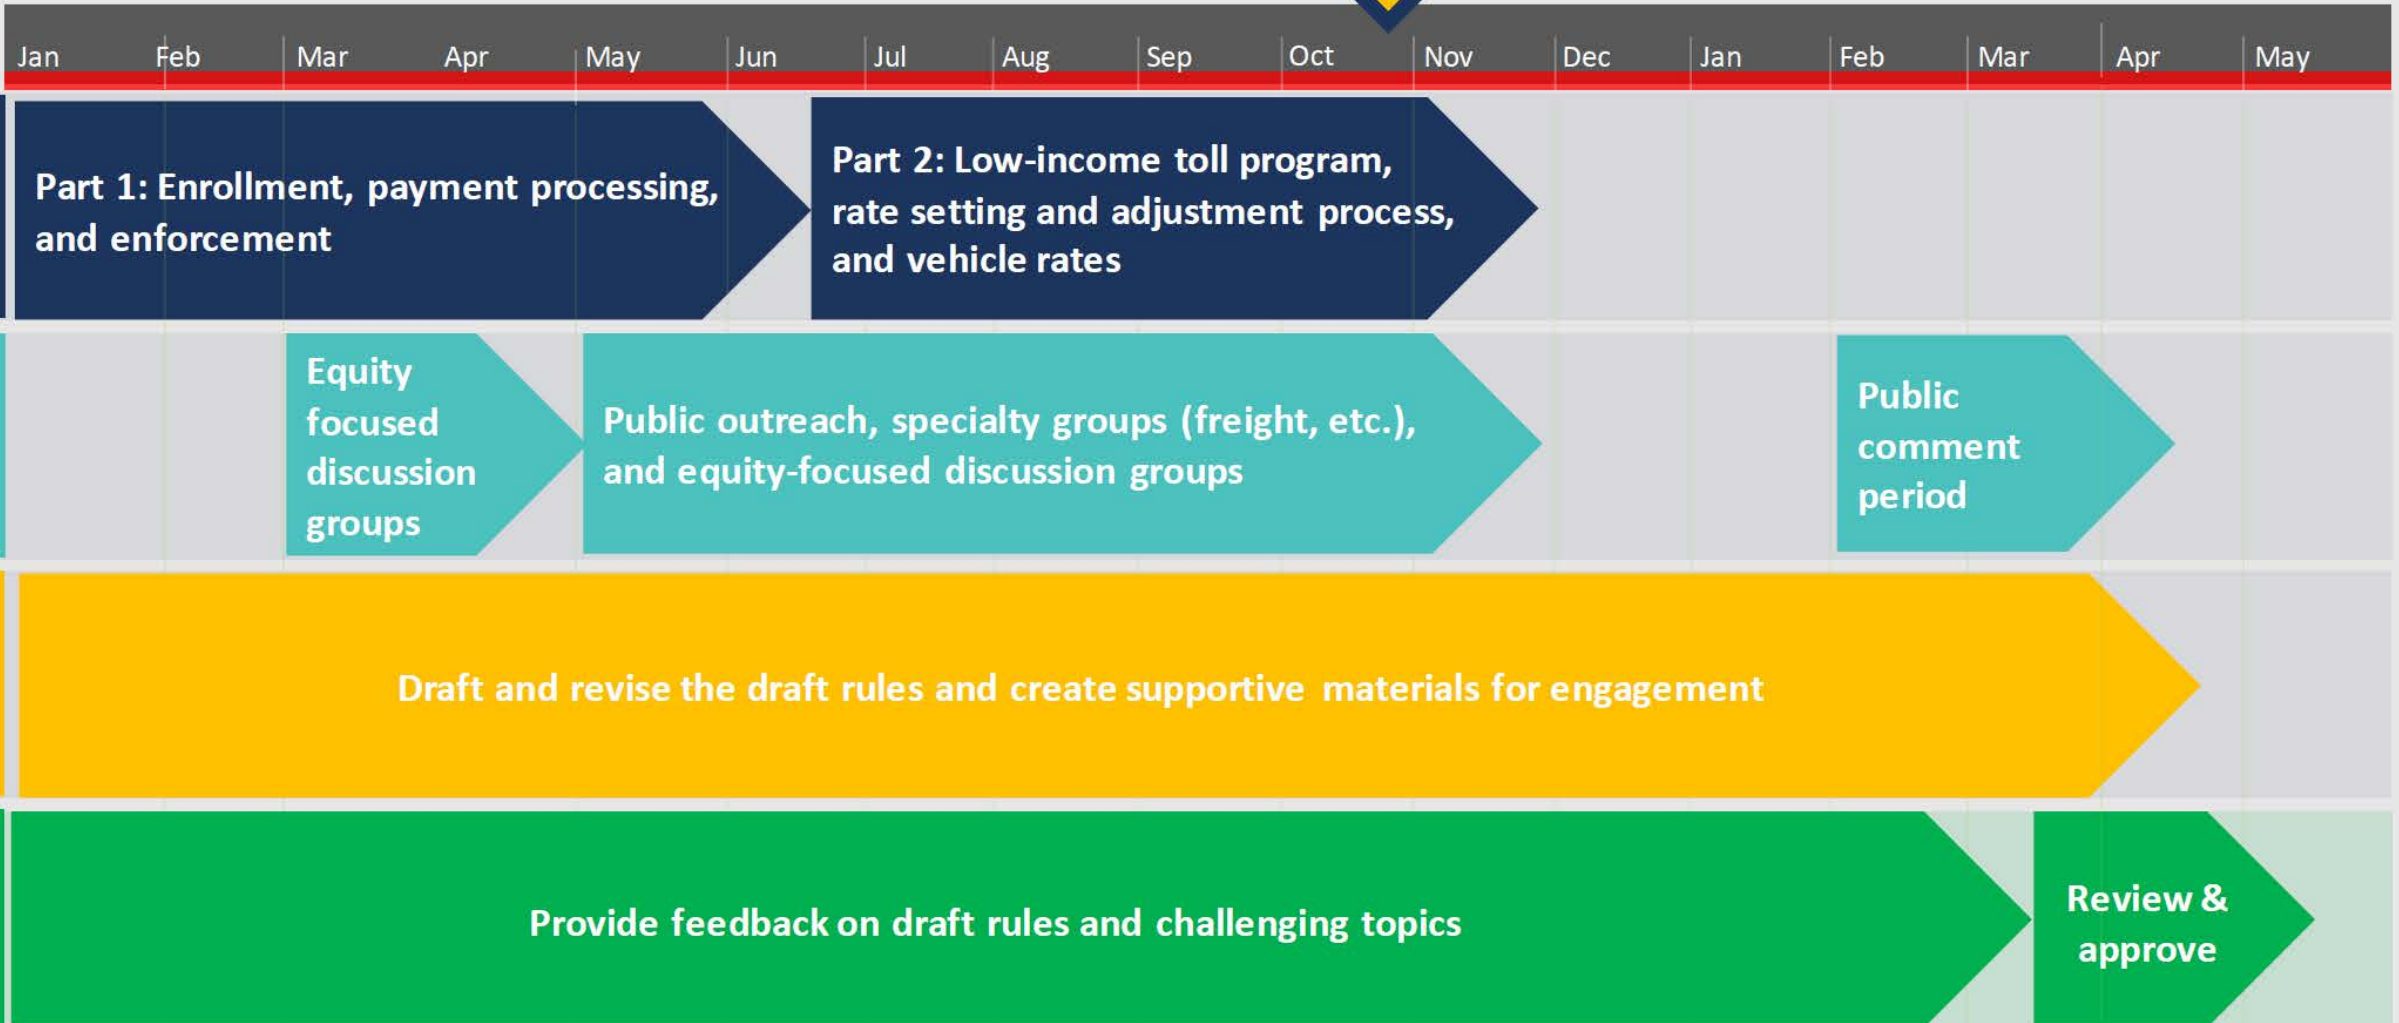 Jan Feb Mar Apr May Jun Jul Aug Sep Oct Nov Dec Jan Feb Mar Apr May
Part 1: Enrollment, payment processing,
and enforcement
Part 2: Low-income toll program,
rate setting and adjustment process,
and vehicle rates
Equity
focused
discussion
groups
Public outreach, specialty groups (freight, etc.),
and equity-focused discussion groups
Public
comment
period
Draft and revise the draft rules and create supportive materials for engagement
Provide feedback on draft rules and challenging topics
Review &
approve